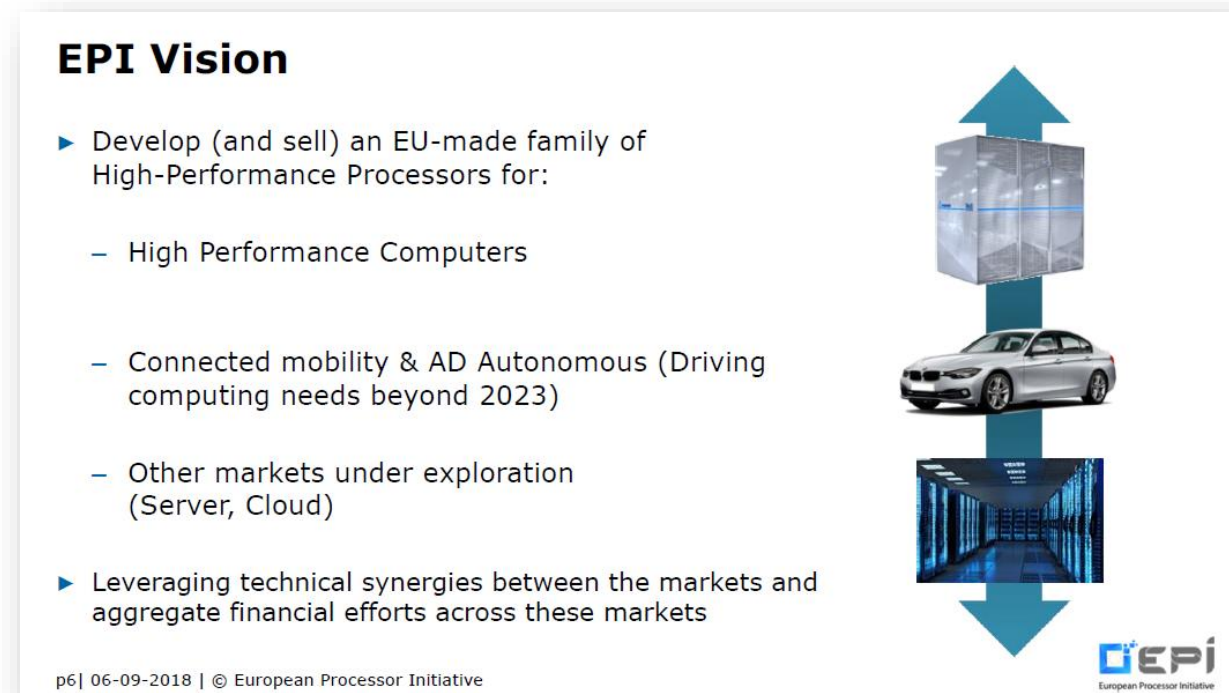 EPI Vision
► Develop (and sell) an EU-made family of
High-Performance Processors for:
– High Performance Computers
– Connected mobility & AD Autonomous (Driving
computing needs beyond 2023)
– Other markets under exploration
(Server, Cloud)
► Leveraging technical synergies between the markets and
aggregate financial efforts across these markets
p6| 06-09-2018 | © European Processor Initiative
epi
European Processor Initiative